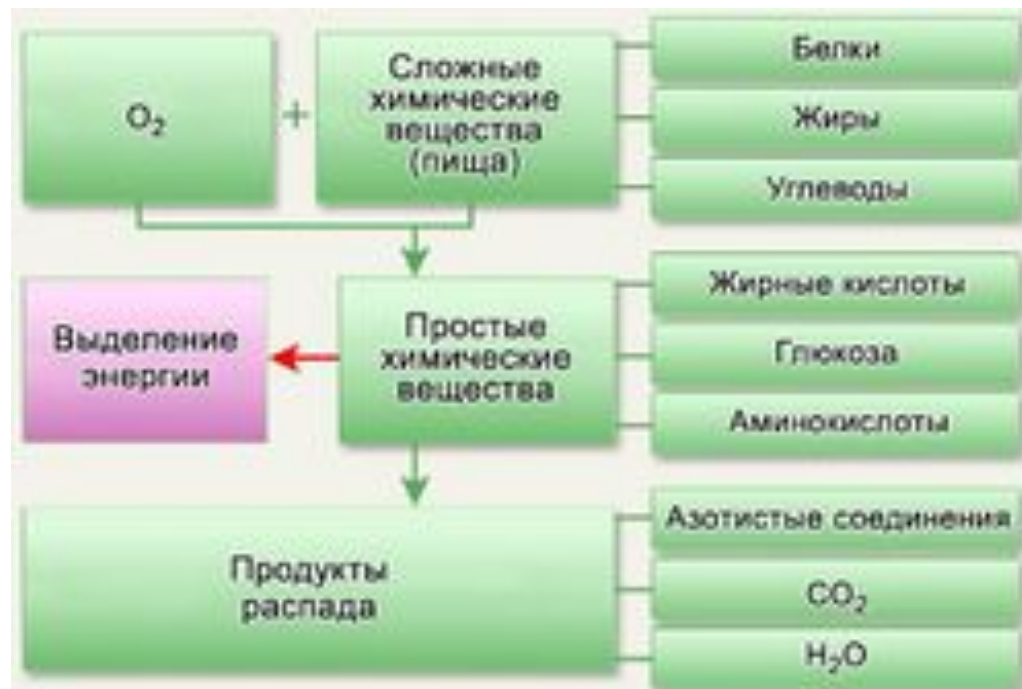 O₂
+
Сложные
химические
вещества
(пища)
Белки
Жиры
Углеводы
Выделение
энергии
Простые
химические
вещества
Жирные кислоты
Глюкоза
Аминокислоты
Продукты
распада
Азотистые соединения
CO₂
H₂O